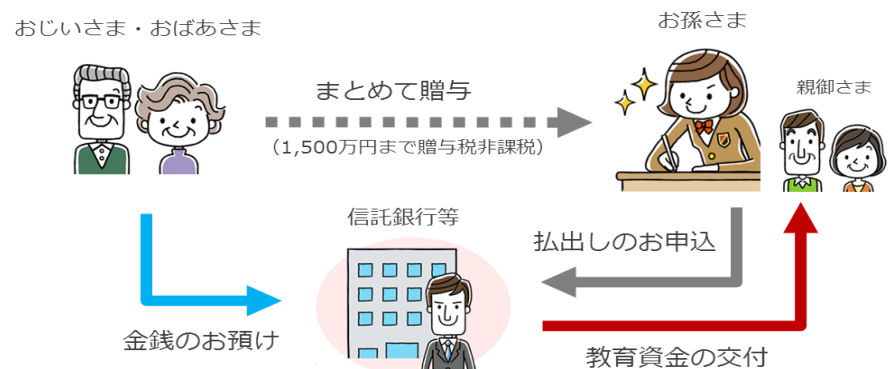 おじいさま・おばあさま
お孫さま
親御さま
まとめて贈与
(1,500万円まで贈与税非課税)
信託銀行等
払出しのお申込
金銭のお預け
教育資金の交付